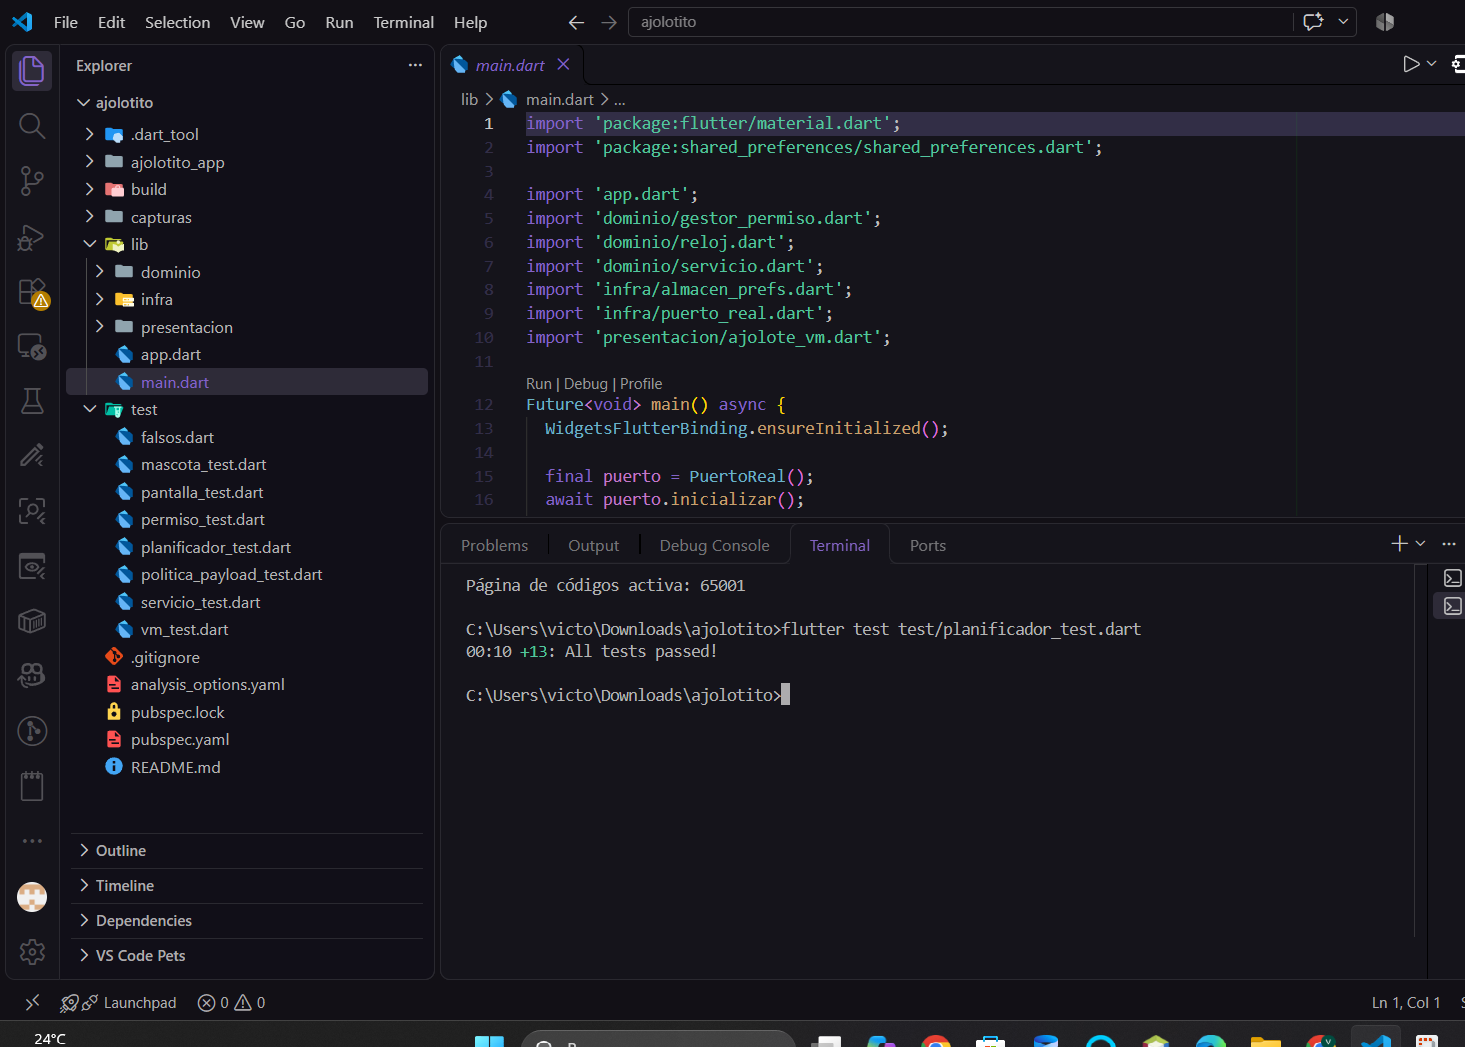 File Edit Selection View Go Run Terminal Help
ajolotito
Explorer
ajolotito
.dart_tool
ajolotito_app
build
capturas
lib
dominio
infra
presentacion
app.dart
main.dart
test
falsos.dart
mascota_test.dart
pantalla_test.dart
permiso_test.dart
planificador_test.dart
politica_payload_test.dart
servicio_test.dart
vm_test.dart
.gitignore
analysis_options.yaml
pubspec.lock
pubspec.yaml
README.md
Outline
Timeline
Dependencies
VS Code Pets
main.dart
lib > main.dart > ...
1 import 'package:flutter/material.dart';
2 import 'package:shared_preferences/shared_preferences.dart';
3
4 import 'app.dart';
5 import 'dominio/gestor_permiso.dart';
6 import 'dominio/reloj.dart';
7 import 'dominio/servicio.dart';
8 import 'infra/almacen_prefs.dart';
9 import 'infra/puerto_real.dart';
10 import 'presentacion/ajolote_vm.dart';
11
Run | Debug | Profile
12 Future<void> main() async {
13 WidgetsFlutterBinding.ensureInitialized();
14
15 final puerto = PuertoReal();
16 await puerto.inicializar();
Problems Output Debug Console Terminal Ports
Página de códigos activa: 65001
C:\Users\victo\Downloads\ajolotito>flutter test test/planificador_test.dart
00:10 +13: All tests passed!
C:\Users\victo\Downloads\ajolotito>
Launchpad 0 0 Ln 1, Col 1
24°C